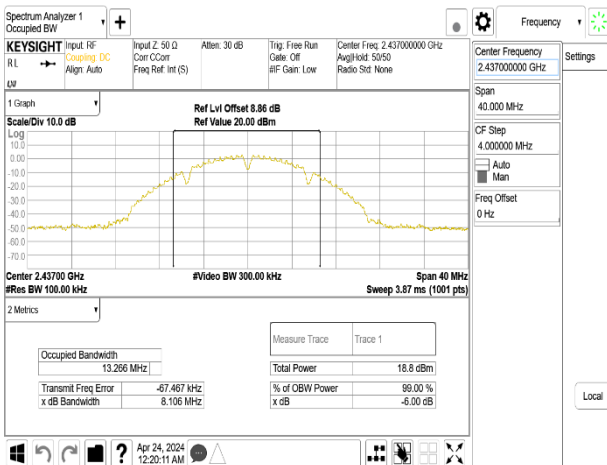 Spectrum Analyzer 1
Occupied BW
Frequency
KEYSIGHT Input: RF Input Z: 50 Ω Atten: 30 dB Trig: Free Run Center Freq: 2.437000000 GHz
RL Coupling: DC Corr CCorr Gate: Off Avg|Hold: 50/50
Align: Auto Freq Ref: Int (S) #IF Gain: Low Radio Std: None
Center Frequency
2.437000000 GHz
Settings
Span
40.000 MHz
CF Step
4.000000 MHz
Auto
Man
Freq Offset
0 Hz
Local
1 Graph
Ref Lvl Offset 8.86 dB
Scale/Div 10.0 dB Ref Value 20.00 dBm
Log
10.0
0.00
-10.0
-20.0
-30.0
-40.0
-50.0
-60.0
-70.0
Center 2.43700 GHz #Video BW 300.00 kHz Span 40 MHz
#Res BW 100.00 kHz Sweep 3.87 ms (1001 pts)
2 Metrics
Measure Trace Trace 1
Occupied Bandwidth
13.266 MHz Total Power 18.8 dBm
Transmit Freq Error -67.467 kHz % of OBW Power 99.00 %
x dB Bandwidth 8.106 MHz x dB -6.00 dB
? Apr 24, 2024
12:20:11 AM